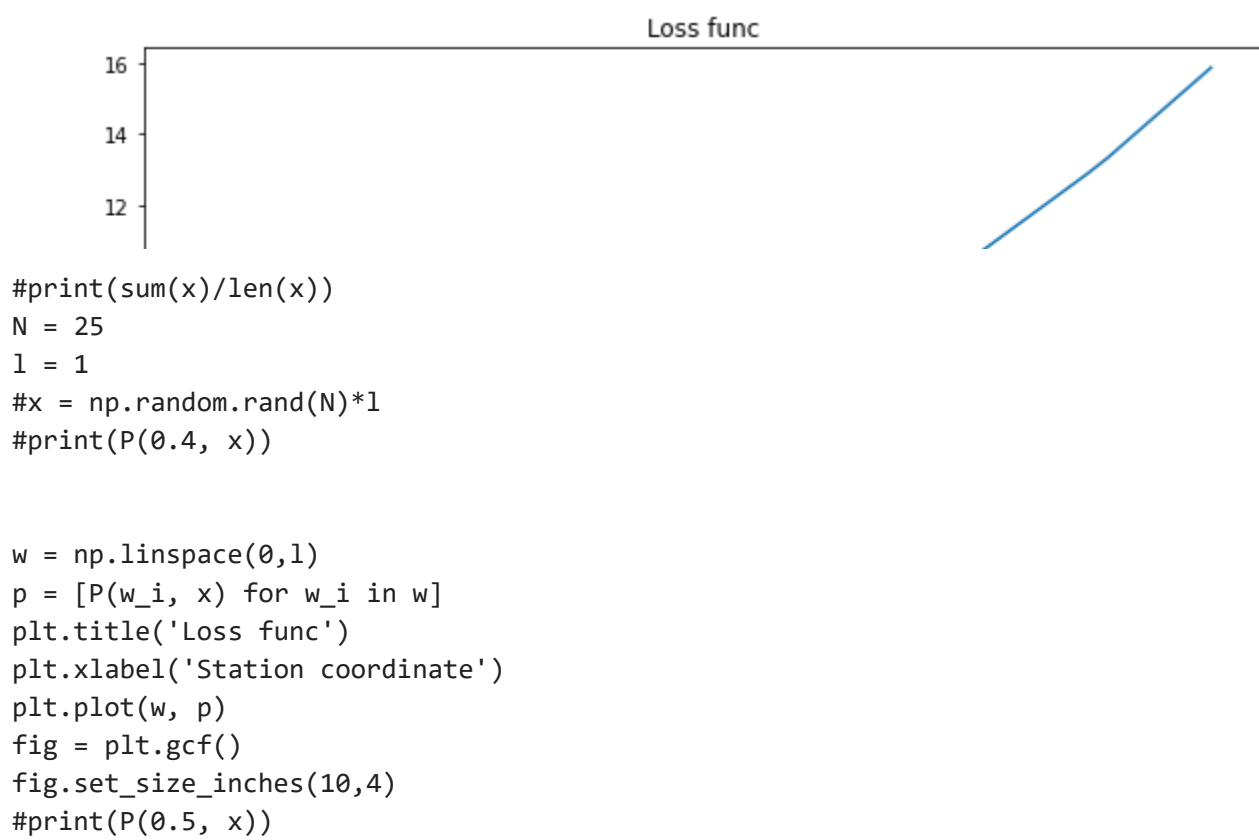 Loss func
16
14
12
#print(sum(x)/len(x))
N = 25
l = 1
#x = np.random.rand(N)*l
#print(P(0.4, x))
w = np.linspace(0,l)
p = [P(w_i, x) for w_i in w]
plt.title('Loss func')
plt.xlabel('Station coordinate')
plt.plot(w, p)
fig = plt.gcf()
fig.set_size_inches(10,4)
#print(P(0.5, x))